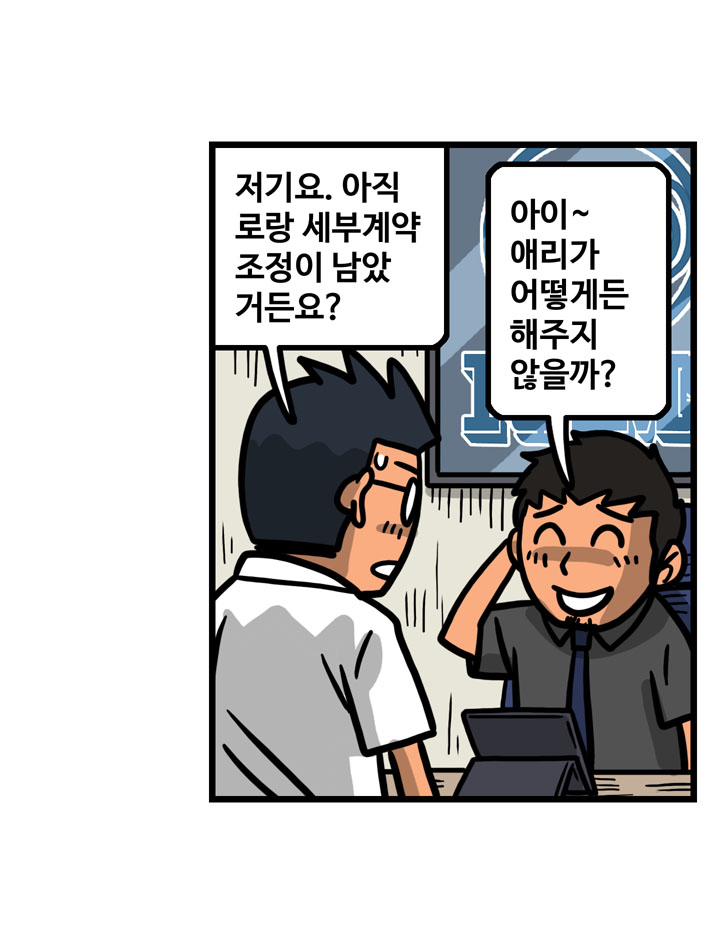 저기요. 아직
로랑 세부계약
조정이 남았
거든요?
아이~
애리가
어떻게든
해주지
않을까?